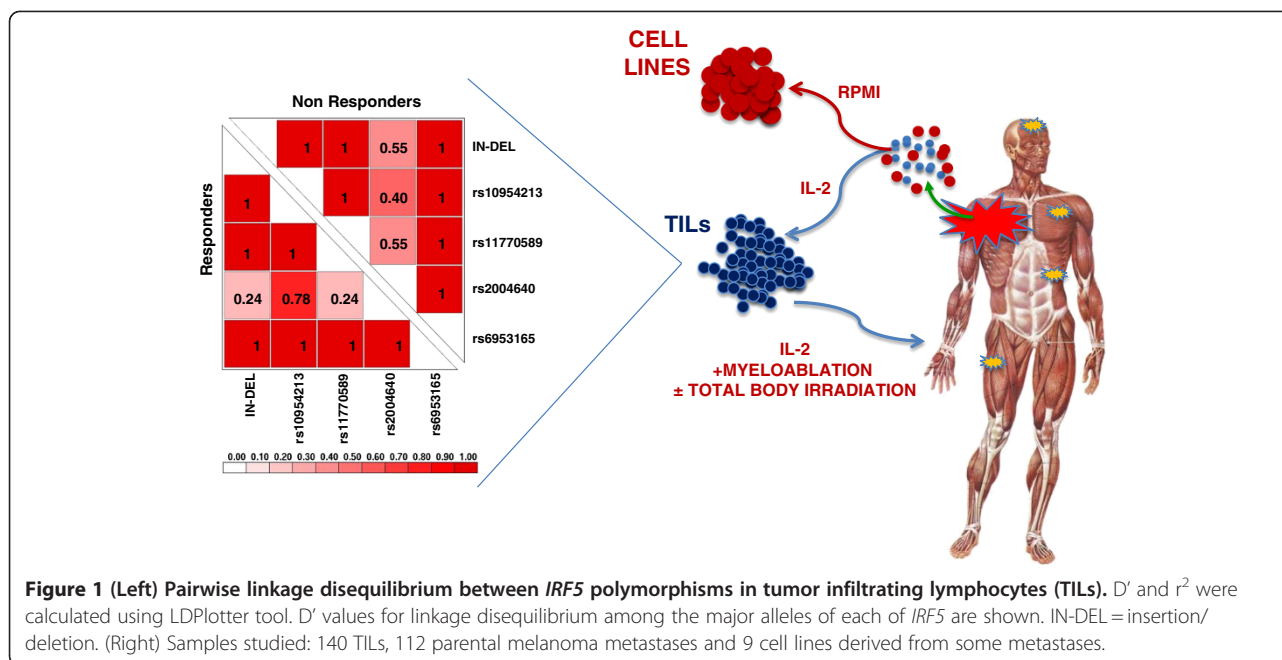 Non Responders
Responders
1 1 0.55 1 IN-DEL
1 1 0.40 1 rs10954213
1 1 0.55 1 rs11770589
0.24 0.78 0.24 1 rs2004640
1 1 1 1 rs6953165
IN-DEL
rs10954213
rs11770589
rs2004640
rs6953165
0.00 0.10 0.20 0.30 0.40 0.50 0.60 0.70 0.80 0.90 1.00
CELL
LINES
RPMI
IL-2
TILs
IL-2
+MYELOABLATION
± TOTAL BODY IRRADIATION
Figure 1 (Left) Pairwise linkage disequilibrium between IRF5 polymorphisms in tumor infiltrating lymphocytes (TILs). D' and r² were
calculated using LDPlotter tool. D' values for linkage disequilibrium among the major alleles of each of IRF5 are shown. IN-DEL = insertion/
deletion. (Right) Samples studied: 140 TILs, 112 parental melanoma metastases and 9 cell lines derived from some metastases.